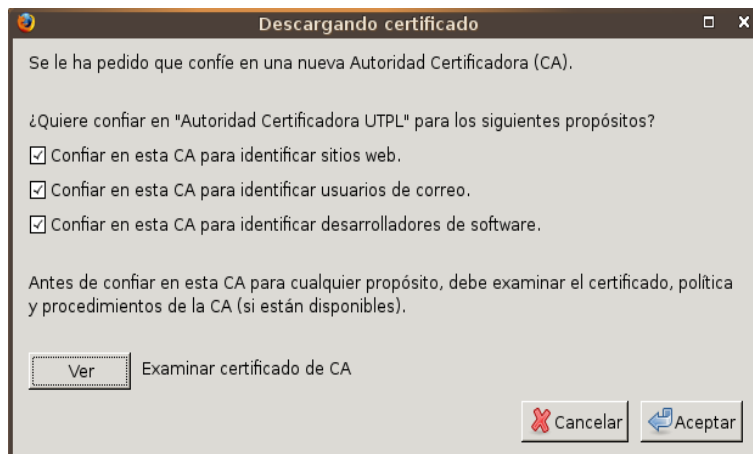 Descargando certificado
Se le ha pedido que confíe en una nueva Autoridad Certificadora (CA).
¿Quiere confiar en "Autoridad Certificadora UTPL" para los siguientes propósitos?
Confiar en esta CA para identificar sitios web.
Confiar en esta CA para identificar usuarios de correo.
Confiar en esta CA para identificar desarrolladores de software.
Antes de confiar en esta CA para cualquier propósito, debe examinar el certificado, política
y procedimientos de la CA (si están disponibles).
Ver Examinar certificado de CA
Cancelar Aceptar